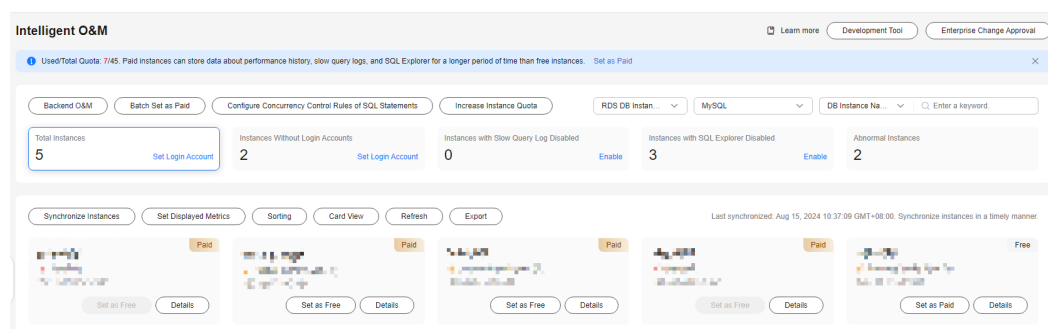 Intelligent O&M
Learn more
Development Tool
Enterprise Change Approval
Used/Total Quota: 7/45. Paid instances can store data about performance history, slow query logs, and SQL Explorer for a longer period of time than free instances. Set as Paid
Backend O&M
Batch Set as Paid
Configure Concurrency Control Rules of SQL Statements
Increase Instance Quota
RDS DB Instan...
MySQL
DB Instance Na...
Enter a keyword.
Total Instances
5
Set Login Account
Instances Without Login Accounts
2
Set Login Account
Instances with Slow Query Log Disabled
0
Enable
Instances with SQL Explorer Disabled
3
Enable
Abnormal Instances
2
Synchronize Instances
Set Displayed Metrics
Sorting
Card View
Refresh
Export
Last synchronized: Aug 15, 2024 10:37:09 GMT+08:00. Synchronize instances in a timely manner.
Paid
Set as Free
Details
Paid
Set as Free
Details
Paid
Set as Free
Details
Paid
Set as Free
Details
Free
Set as Paid
Details